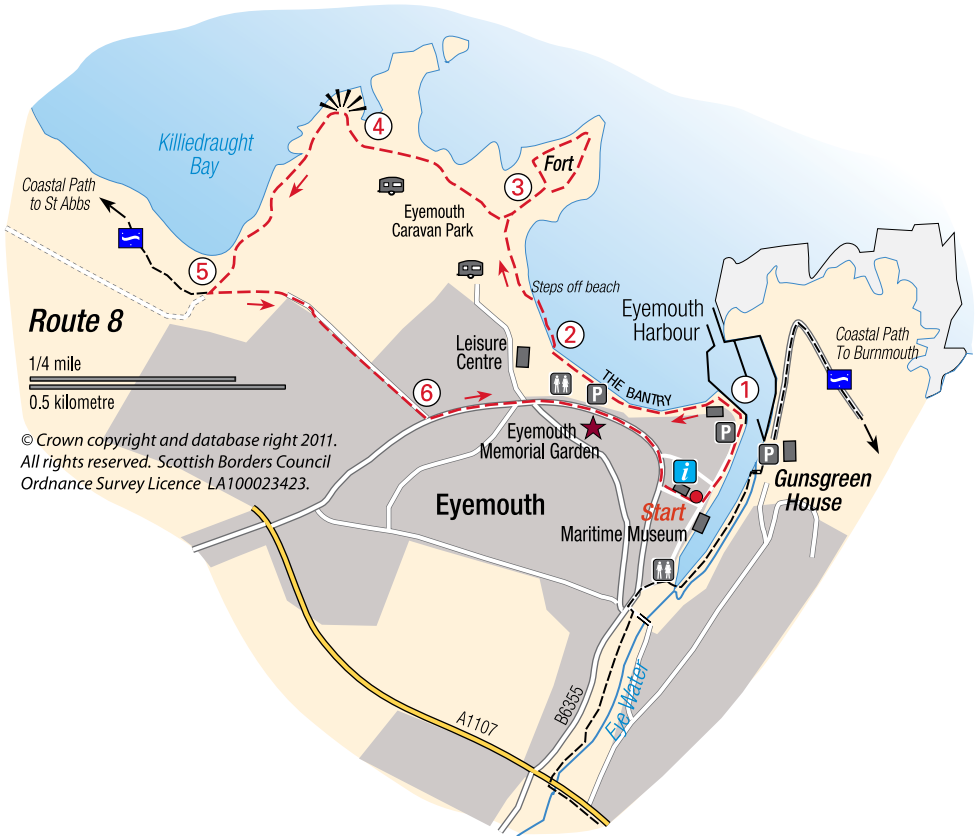 Killiedraught
Bay
4
Coastal Path
to St Abbs
3
Fort
Eyemouth
Caravan Park
5
Steps off beach
Route 8
1/4 mile
0.5 kilometre
2
Eyemouth
Harbour
Coastal Path
To Burnmouth
Leisure
Centre
THE BANTRY
1
6
P
P
P
© Crown copyright and database right 2011.
All rights reserved. Scottish Borders Council
Ordnance Survey Licence LA100023423.
Eyemouth
Memorial Garden
i
Gunsgreen
House
Eyemouth
Start
Maritime Museum
P
Eye Water
B6355
A1107